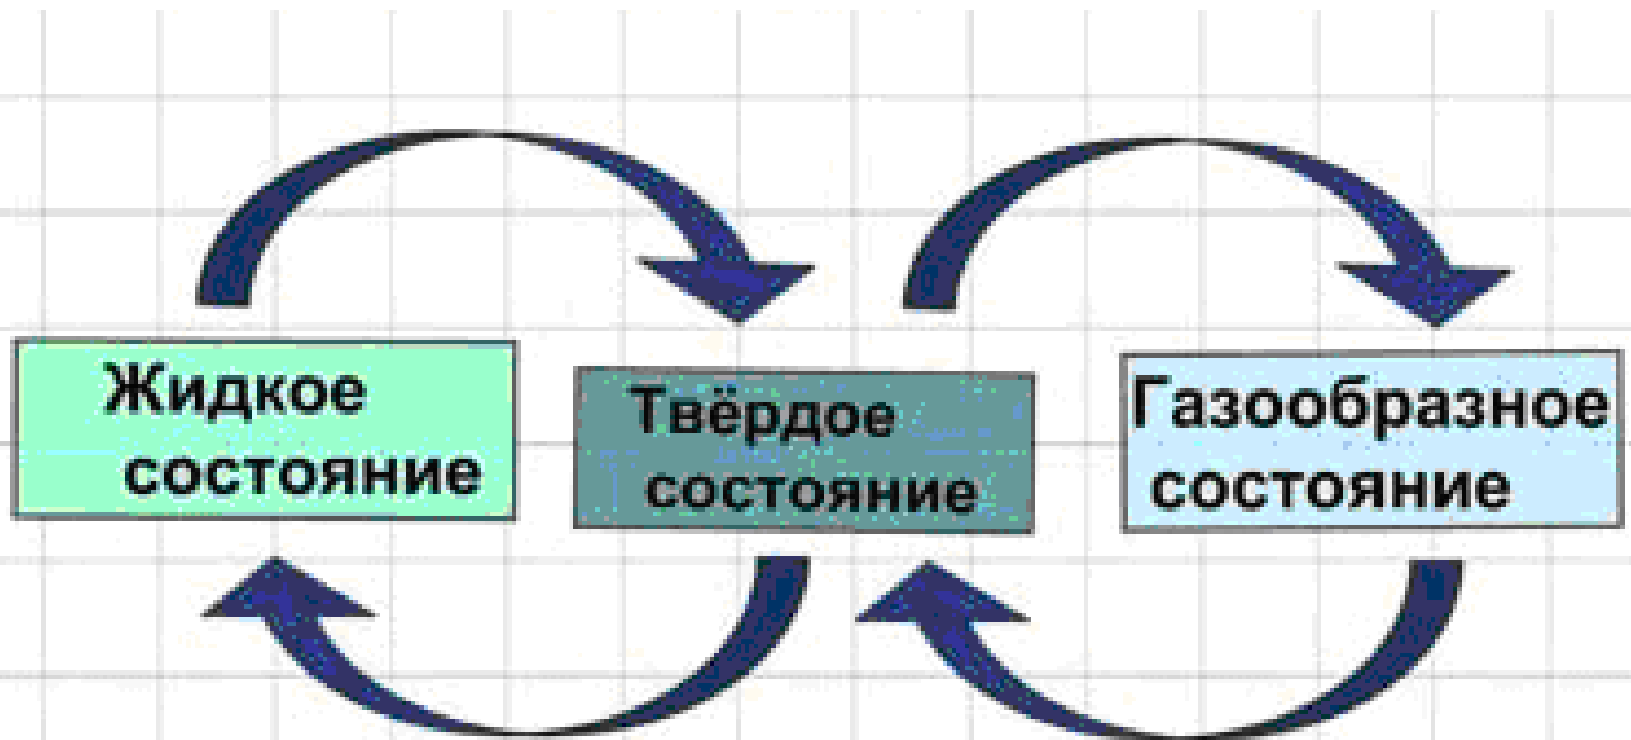 Жидкое
состояние
Твёрдое
состояние
Газообразное
состояние